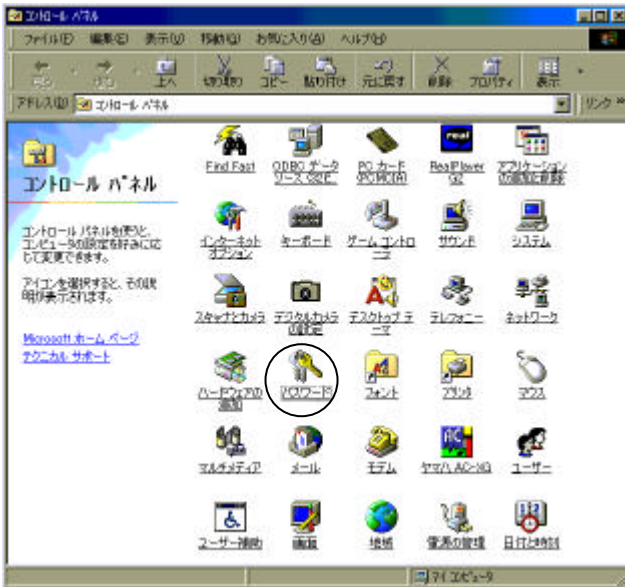 コントロール パネル
ファイル(F) 編集(E) 表示(V) 移動(G) お気に入り(A) ヘルプ(H)
戻る 進む 上へ 切り取り コピー 貼り付け 元に戻す 削除 プロパティ 表示
アドレス(D) コントロール パネル リンク
コントロール パネル
コントロール パネルを使うと、
コンピュータの設定を好みに応
じて変更できます。
アイコンを選択すると、その説
明が表示されます。
Microsoft ホーム ページ
テクニカル サポート
Find Fast
ODBC データ
ソース (32ビ..
PC カード
(PCMCIA)
real
RealPlayer
G2
アプリケーション
の追加と削除
インターネット
オプション
キーボード
ゲーム コントロ
ーラ
サウンド
システム
スキャナとカメラ
デジタルカメラ
の設定
デスクトップ テ
ーマ
テレフォニー
ネットワーク
ハードウェアの
追加
パスワード
フォント
プリンタ
マウス
マルチメディア
メール
モデム
ヤマハ AC-XG
ユーザー
ユーザー補助
画面
地域
電源の管理
日付と時刻
マイ コンピュータ